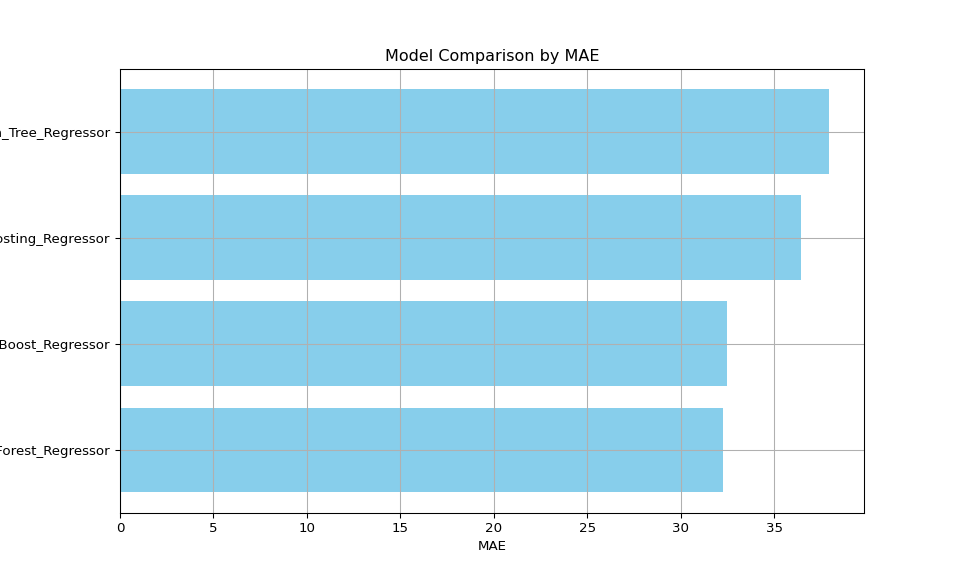 Model Comparison by MAE
_Tree_Regressor
osting_Regressor
Boost_Regressor
Forest_Regressor
0 5 10 15 20 25 30 35
MAE